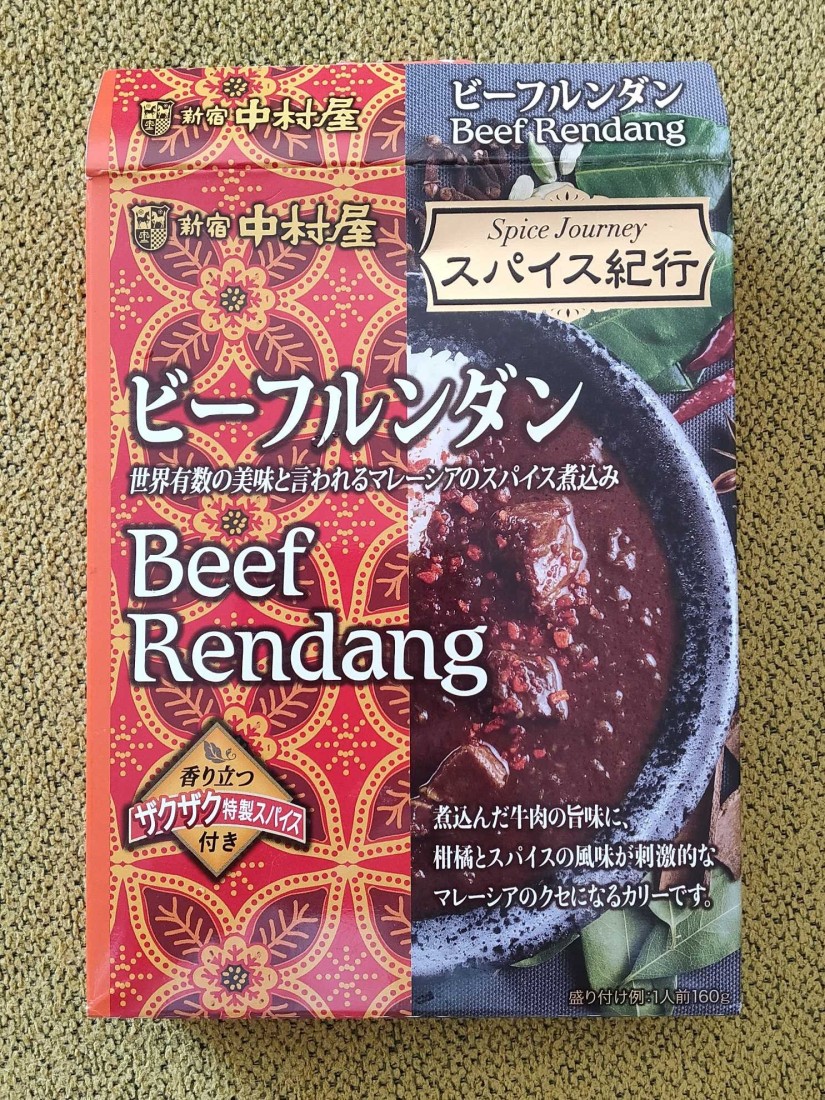 新宿 中村屋
ビーフルンダン
Beef Rendang
新宿 中村屋
Spice Journey
スパイス紀行
ビーフルンダン
世界有数の美味と言われるマレーシアのスパイス煮込み
Beef
Rendang
香り立つ
ザクザク特製スパイス
付き
煮込んだ牛肉の旨味に、
柑橘とスパイスの風味が刺激的な
マレーシアのクセになるカリーです。
盛り付け例:1人前160g